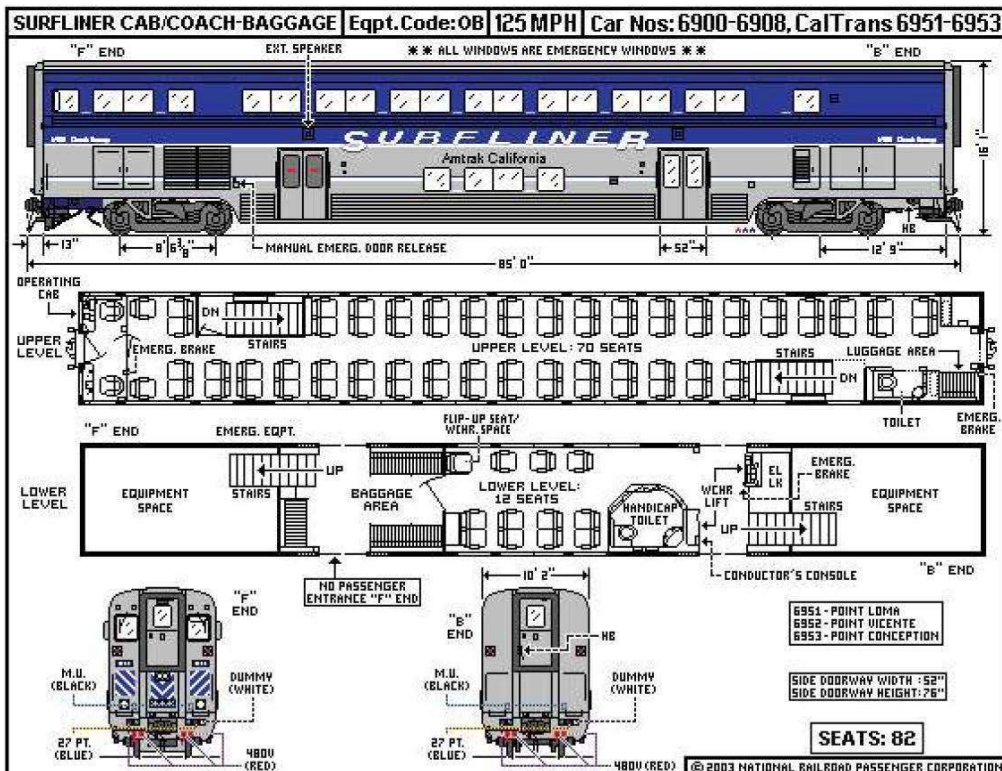 SURFLINER CAB/COACH-BAGGAGE Eqpt.Code:OB 125 MPH Car Nos: 6900-6908, CalTrans 6951-6953
"F" END
EXT. SPEAKER
** ALL WINDOWS ARE EMERGENCY WINDOWS **
"B" END
SURFLINER
Amtrak California
16' 1"
13"
8' 6 3/8"
MANUAL EMERG. DOOR RELEASE
52"
12' 9"
HB
85' 0"
OPERATING
CAB
UPPER
LEVEL
EMERG. BRAKE
DN
STAIRS
UPPER LEVEL: 70 SEATS
STAIRS
DN
LUGGAGE AREA
TOILET
EMERG.
BRAKE
"F" END
EMERG. EQPT.
FLIP-UP SEAT/
WCHR. SPACE
LOWER
LEVEL
EQUIPMENT
SPACE
UP
STAIRS
BAGGAGE
AREA
LOWER LEVEL:
12 SEATS
HANDICAP
TOILET
WCHR
LIFT
EL
LK
EMERG.
BRAKE
STAIRS
UP
EQUIPMENT
SPACE
NO PASSENGER
ENTRANCE "F" END
CONDUCTOR'S CONSOLE
"B" END
"F"
END
10' 2"
"B"
END
HB
6951 - POINT LOMA
6952 - POINT VICENTE
6953 - POINT CONCEPTION
M.U.
(BLACK)
DUMMY
(WHITE)
M.U.
(BLACK)
DUMMY
(WHITE)
SIDE DOORWAY WIDTH : 52"
SIDE DOORWAY HEIGHT: 76"
27 PT.
(BLUE)
480V
(RED)
27 PT.
(BLUE)
480V (RED)
SEATS: 82
© 2003 NATIONAL RAILROAD PASSENGER CORPORATION